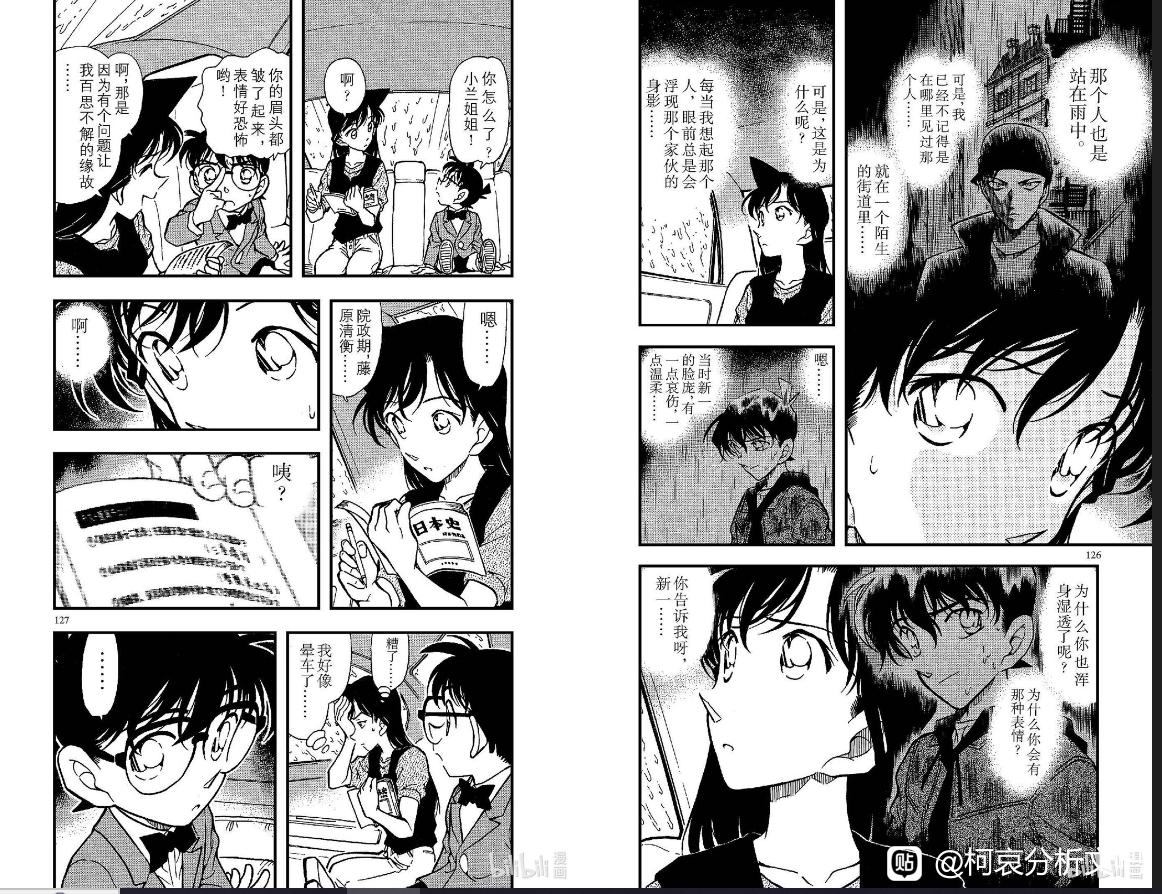 那个人也是
站在雨中。
就在一个陌生
的街道里……
可是,我
已经不记得是
在哪里见过那
个人……
可是,这是为
什么呢?
每当我想起那个
人,眼前总是会
浮现那个家伙的
身影……
嗯……
当时新一
的脸庞,有
一点哀伤,一
点温柔……
126
为什么你也浑
身湿透了呢?
为什么你会有
那种表情?
你告诉我呀,
新一……
你怎么了?
小兰姐姐!
啊?
你的眉头都
皱了起来,
表情好恐怖
哟!
啊,那是
因为有个问题让
我百思不解的缘故
……
嗯……
院政期,藤
原清衡……
日本史
啊……
咦?
127
糟了…
我好像
晕车了…
……
bilibili
漫画
贴 @柯哀分析
漫画